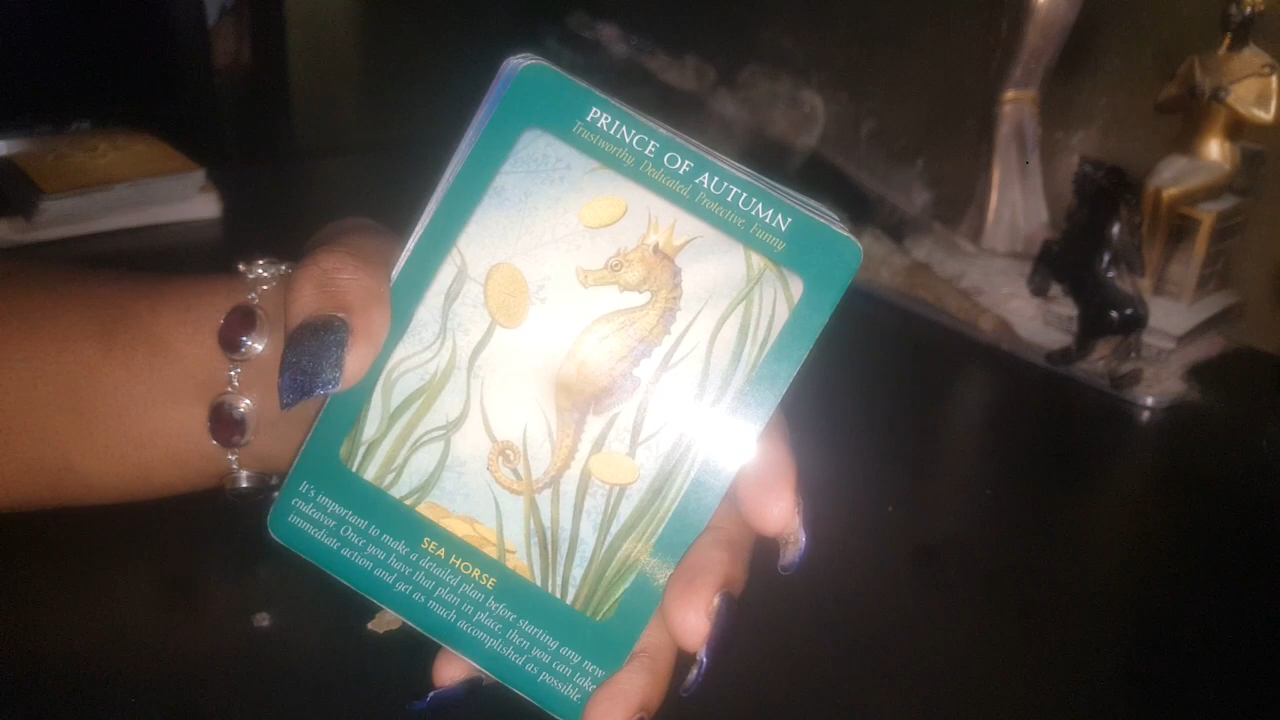 PRINCE OF AUTUMN
Trustworthy, Dedicated, Protective, Funny
SEA HORSE
It's important to make a detailed plan before starting any new
endeavor. Once you have that plan in place, then you can take
immediate action and get as much accomplished as possible.